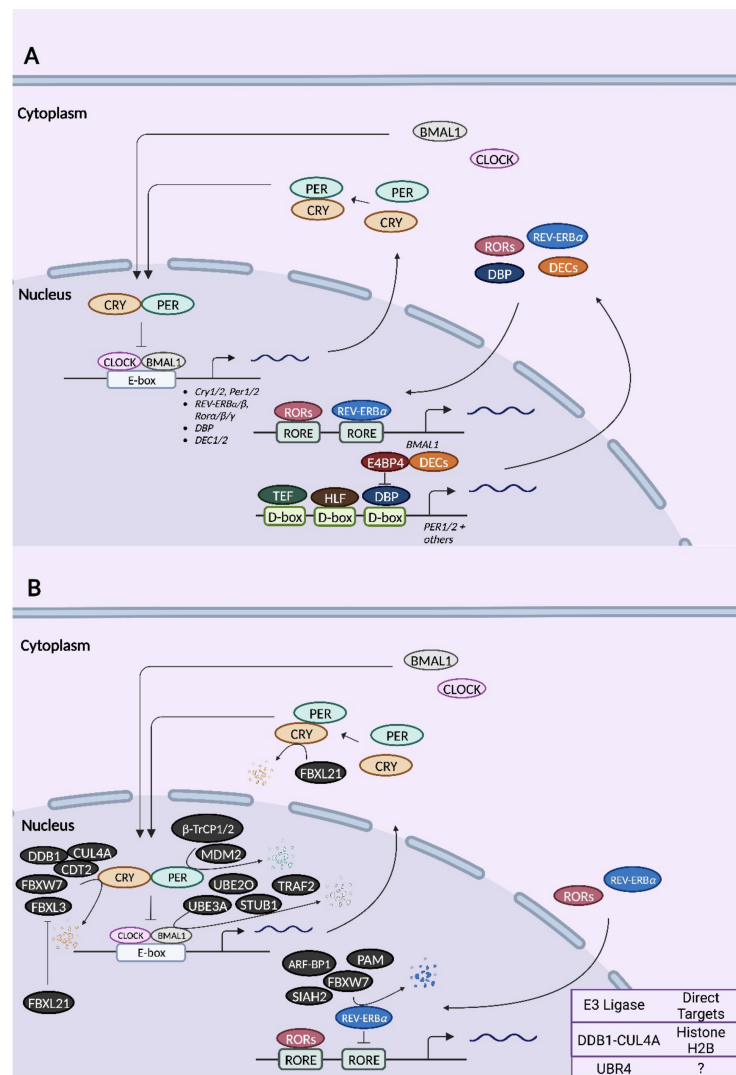 A
Cytoplasm
BMAL1
CLOCK
PER
CRY
PER
CRY
RORs
REV-ERBα
DBP
DECs
Nucleus
CRY
PER
CLOCK
BMAL1
E-box
• Cry1/2, Per1/2
• REV-ERBα/β,
Rorα/β/γ
• DBP
• DEC1/2
RORs
REV-ERBα
RORE
RORE
BMAL1
E4BP4
DECs
TEF
HLF
DBP
D-box
D-box
D-box
PER1/2 +
others
B
Cytoplasm
BMAL1
CLOCK
PER
CRY
PER
CRY
FBXL21
Nucleus
β-TrCP1/2
MDM2
DDB1
CUL4A
CDT2
FBXW7
FBXL3
CRY
PER
UBE2O
TRAF2
UBE3A
STUB1
CLOCK
BMAL1
E-box
FBXL21
RORs
REV-ERBα
ARF-BP1
PAM
FBXW7
SIAH2
REV-ERBα
RORs
RORE
RORE
E3 Ligase
Direct
Targets
DDB1-CUL4A
Histone
H2B
UBR4
?